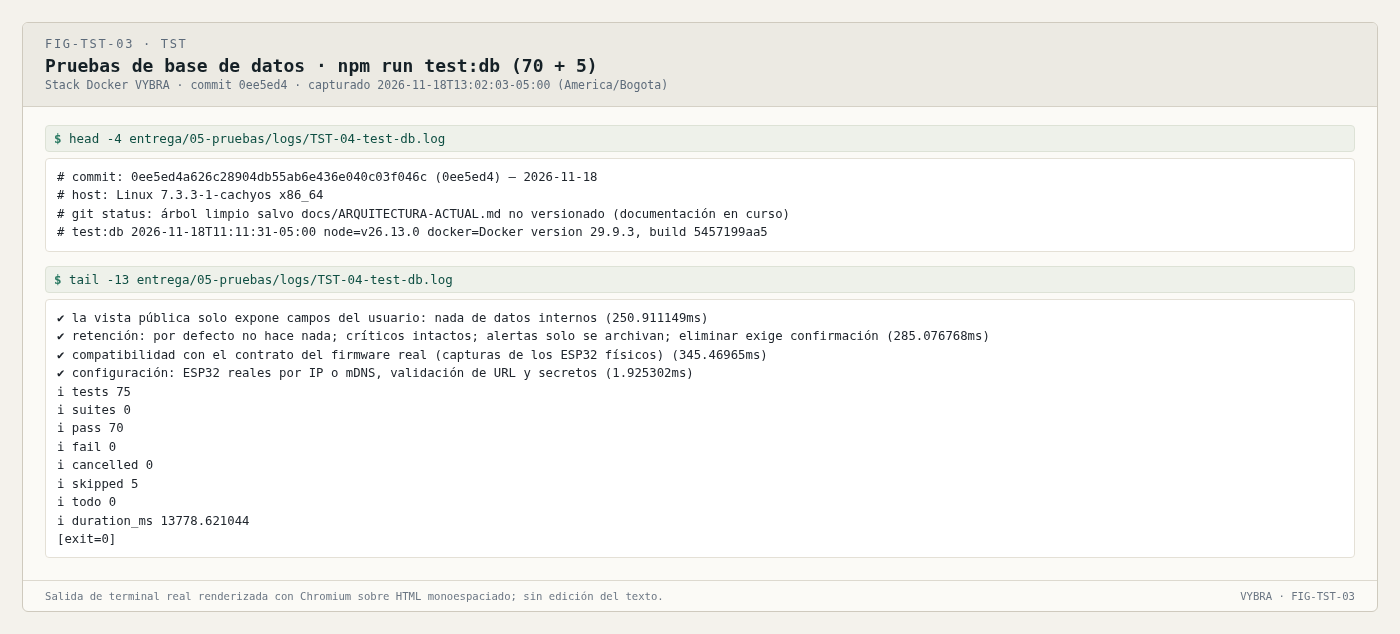 FIG-TST-03 · TST
Pruebas de base de datos · npm run test:db (70 + 5)
Stack Docker VYBRA · commit 0ee5ed4 · capturado 2026-11-18T13:02:03-05:00 (America/Bogota)
$ head -4 entrega/05-pruebas/logs/TST-04-test-db.log
# commit: 0ee5ed4a626c28904db55ab6e436e040c03f046c (0ee5ed4) — 2026-11-18
# host: Linux 7.3.3-1-cachyos x86_64
# git status: árbol limpio salvo docs/ARQUITECTURA-ACTUAL.md no versionado (documentación en curso)
# test:db 2026-11-18T11:11:31-05:00 node=v26.13.0 docker=Docker version 29.9.3, build 5457199aa5
$ tail -13 entrega/05-pruebas/logs/TST-04-test-db.log
✔ la vista pública solo expone campos del usuario: nada de datos internos (250.911149ms)
✔ retención: por defecto no hace nada; críticos intactos; alertas solo se archivan; eliminar exige confirmación (285.076768ms)
✔ compatibilidad con el contrato del firmware real (capturas de los ESP32 físicos) (345.46965ms)
✔ configuración: ESP32 reales por IP o mDNS, validación de URL y secretos (1.925302ms)
i tests 75
i suites 0
i pass 70
i fail 0
i cancelled 0
i skipped 5
i todo 0
i duration_ms 13778.621044
[exit=0]
Salida de terminal real renderizada con Chromium sobre HTML monoespaciado; sin edición del texto.
VYBRA · FIG-TST-03